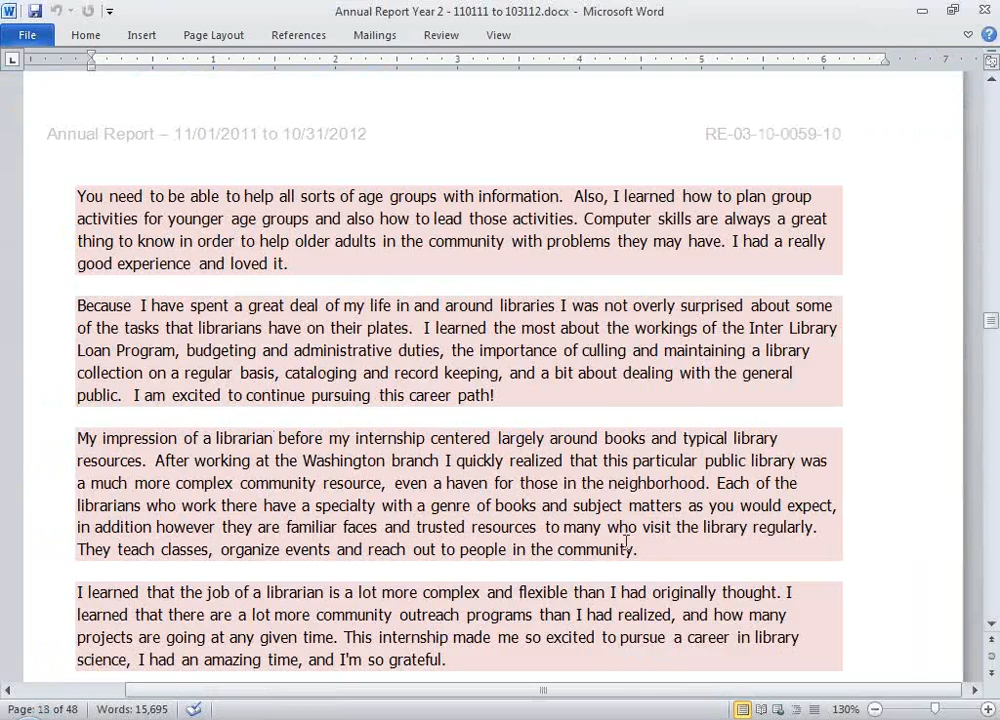 Annual Report Year 2 - 110111 to 103112.docx - Microsoft Word
File Home Insert Page Layout References Mailings Review View
1 2 3 4 5 6 7
Annual Report – 11/01/2011 to 10/31/2012 RE-03-10-0059-10
You need to be able to help all sorts of age groups with information. Also, I learned how to plan group
activities for younger age groups and also how to lead those activities. Computer skills are always a great
thing to know in order to help older adults in the community with problems they may have. I had a really
good experience and loved it.
Because I have spent a great deal of my life in and around libraries I was not overly surprised about some
of the tasks that librarians have on their plates. I learned the most about the workings of the Inter Library
Loan Program, budgeting and administrative duties, the importance of culling and maintaining a library
collection on a regular basis, cataloging and record keeping, and a bit about dealing with the general
public. I am excited to continue pursuing this career path!
My impression of a librarian before my internship centered largely around books and typical library
resources. After working at the Washington branch I quickly realized that this particular public library was
a much more complex community resource, even a haven for those in the neighborhood. Each of the
librarians who work there have a specialty with a genre of books and subject matters as you would expect,
in addition however they are familiar faces and trusted resources to many who visit the library regularly.
They teach classes, organize events and reach out to people in the community.
I learned that the job of a librarian is a lot more complex and flexible than I had originally thought. I
learned that there are a lot more community outreach programs than I had realized, and how many
projects are going at any given time. This internship made me so excited to pursue a career in library
science, I had an amazing time, and I'm so grateful.
Page: 18 of 48 Words: 15,695 130%